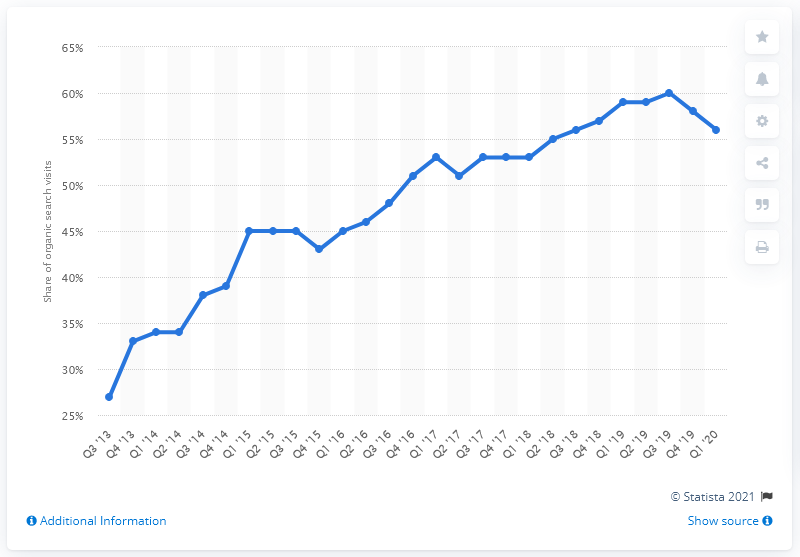 65%
60%
55%
50%
45%
40%
35%
30%
25%
Share of organic search visits
Q3 '13
Q4 '13
Q1 '14
Q2 '14
Q3 '14
Q4 '14
Q1 '15
Q2 '15
Q3 '15
Q4 '15
Q1 '16
Q2 '16
Q3 '16
Q4 '16
Q1 '17
Q2 '17
Q3 '17
Q4 '17
Q1 '18
Q2 '18
Q3 '18
Q4 '18
Q1 '19
Q2 '19
Q3 '19
Q4 '19
Q1 '20
© Statista 2021
Additional Information
Show source